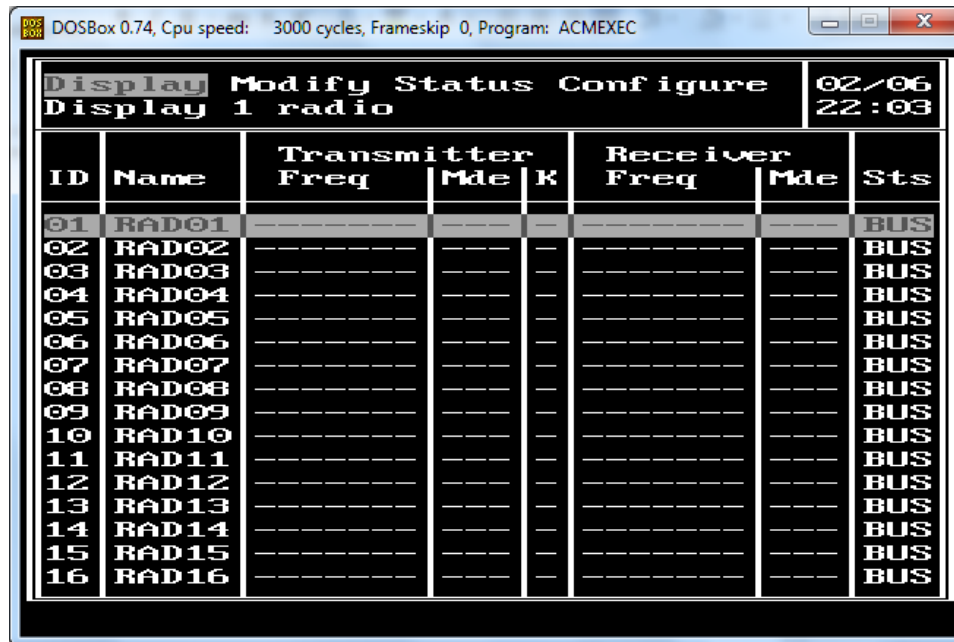 DOSBox 0.74, Cpu speed: 3000 cycles, Frameskip 0, Program: ACMEXEC
Display Modify Status Configure 02/06
Display 1 radio 22:03
Transmitter Receiver
ID Name Freq Mde K Freq Mde Sts
01 RAD01 ------- --- - ------- --- BUS
02 RAD02 ------- --- - ------- --- BUS
03 RAD03 ------- --- - ------- --- BUS
04 RAD04 ------- --- - ------- --- BUS
05 RAD05 ------- --- - ------- --- BUS
06 RAD06 ------- --- - ------- --- BUS
07 RAD07 ------- --- - ------- --- BUS
08 RAD08 ------- --- - ------- --- BUS
09 RAD09 ------- --- - ------- --- BUS
10 RAD10 ------- --- - ------- --- BUS
11 RAD11 ------- --- - ------- --- BUS
12 RAD12 ------- --- - ------- --- BUS
13 RAD13 ------- --- - ------- --- BUS
14 RAD14 ------- --- - ------- --- BUS
15 RAD15 ------- --- - ------- --- BUS
16 RAD16 ------- --- - ------- --- BUS